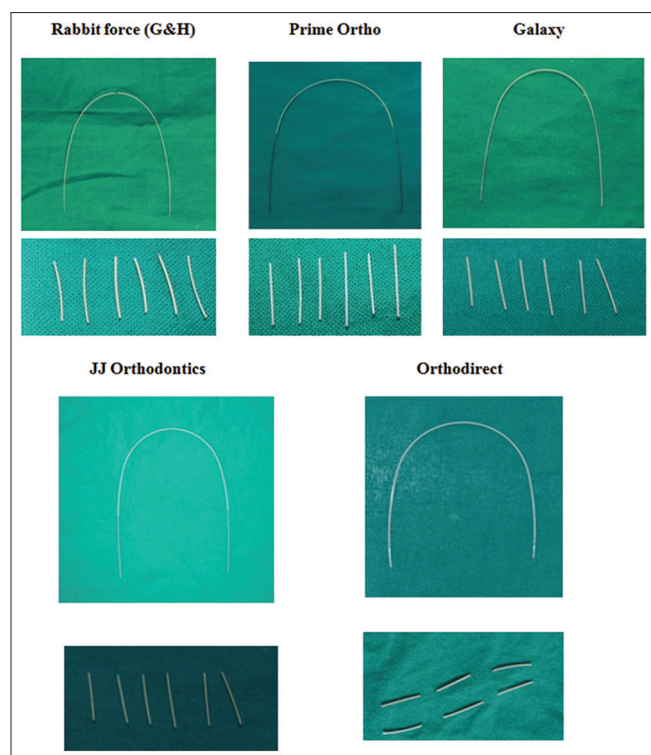 Rabbit force (G&H)
Prime Ortho
Galaxy
JJ Orthodontics
Orthodirect